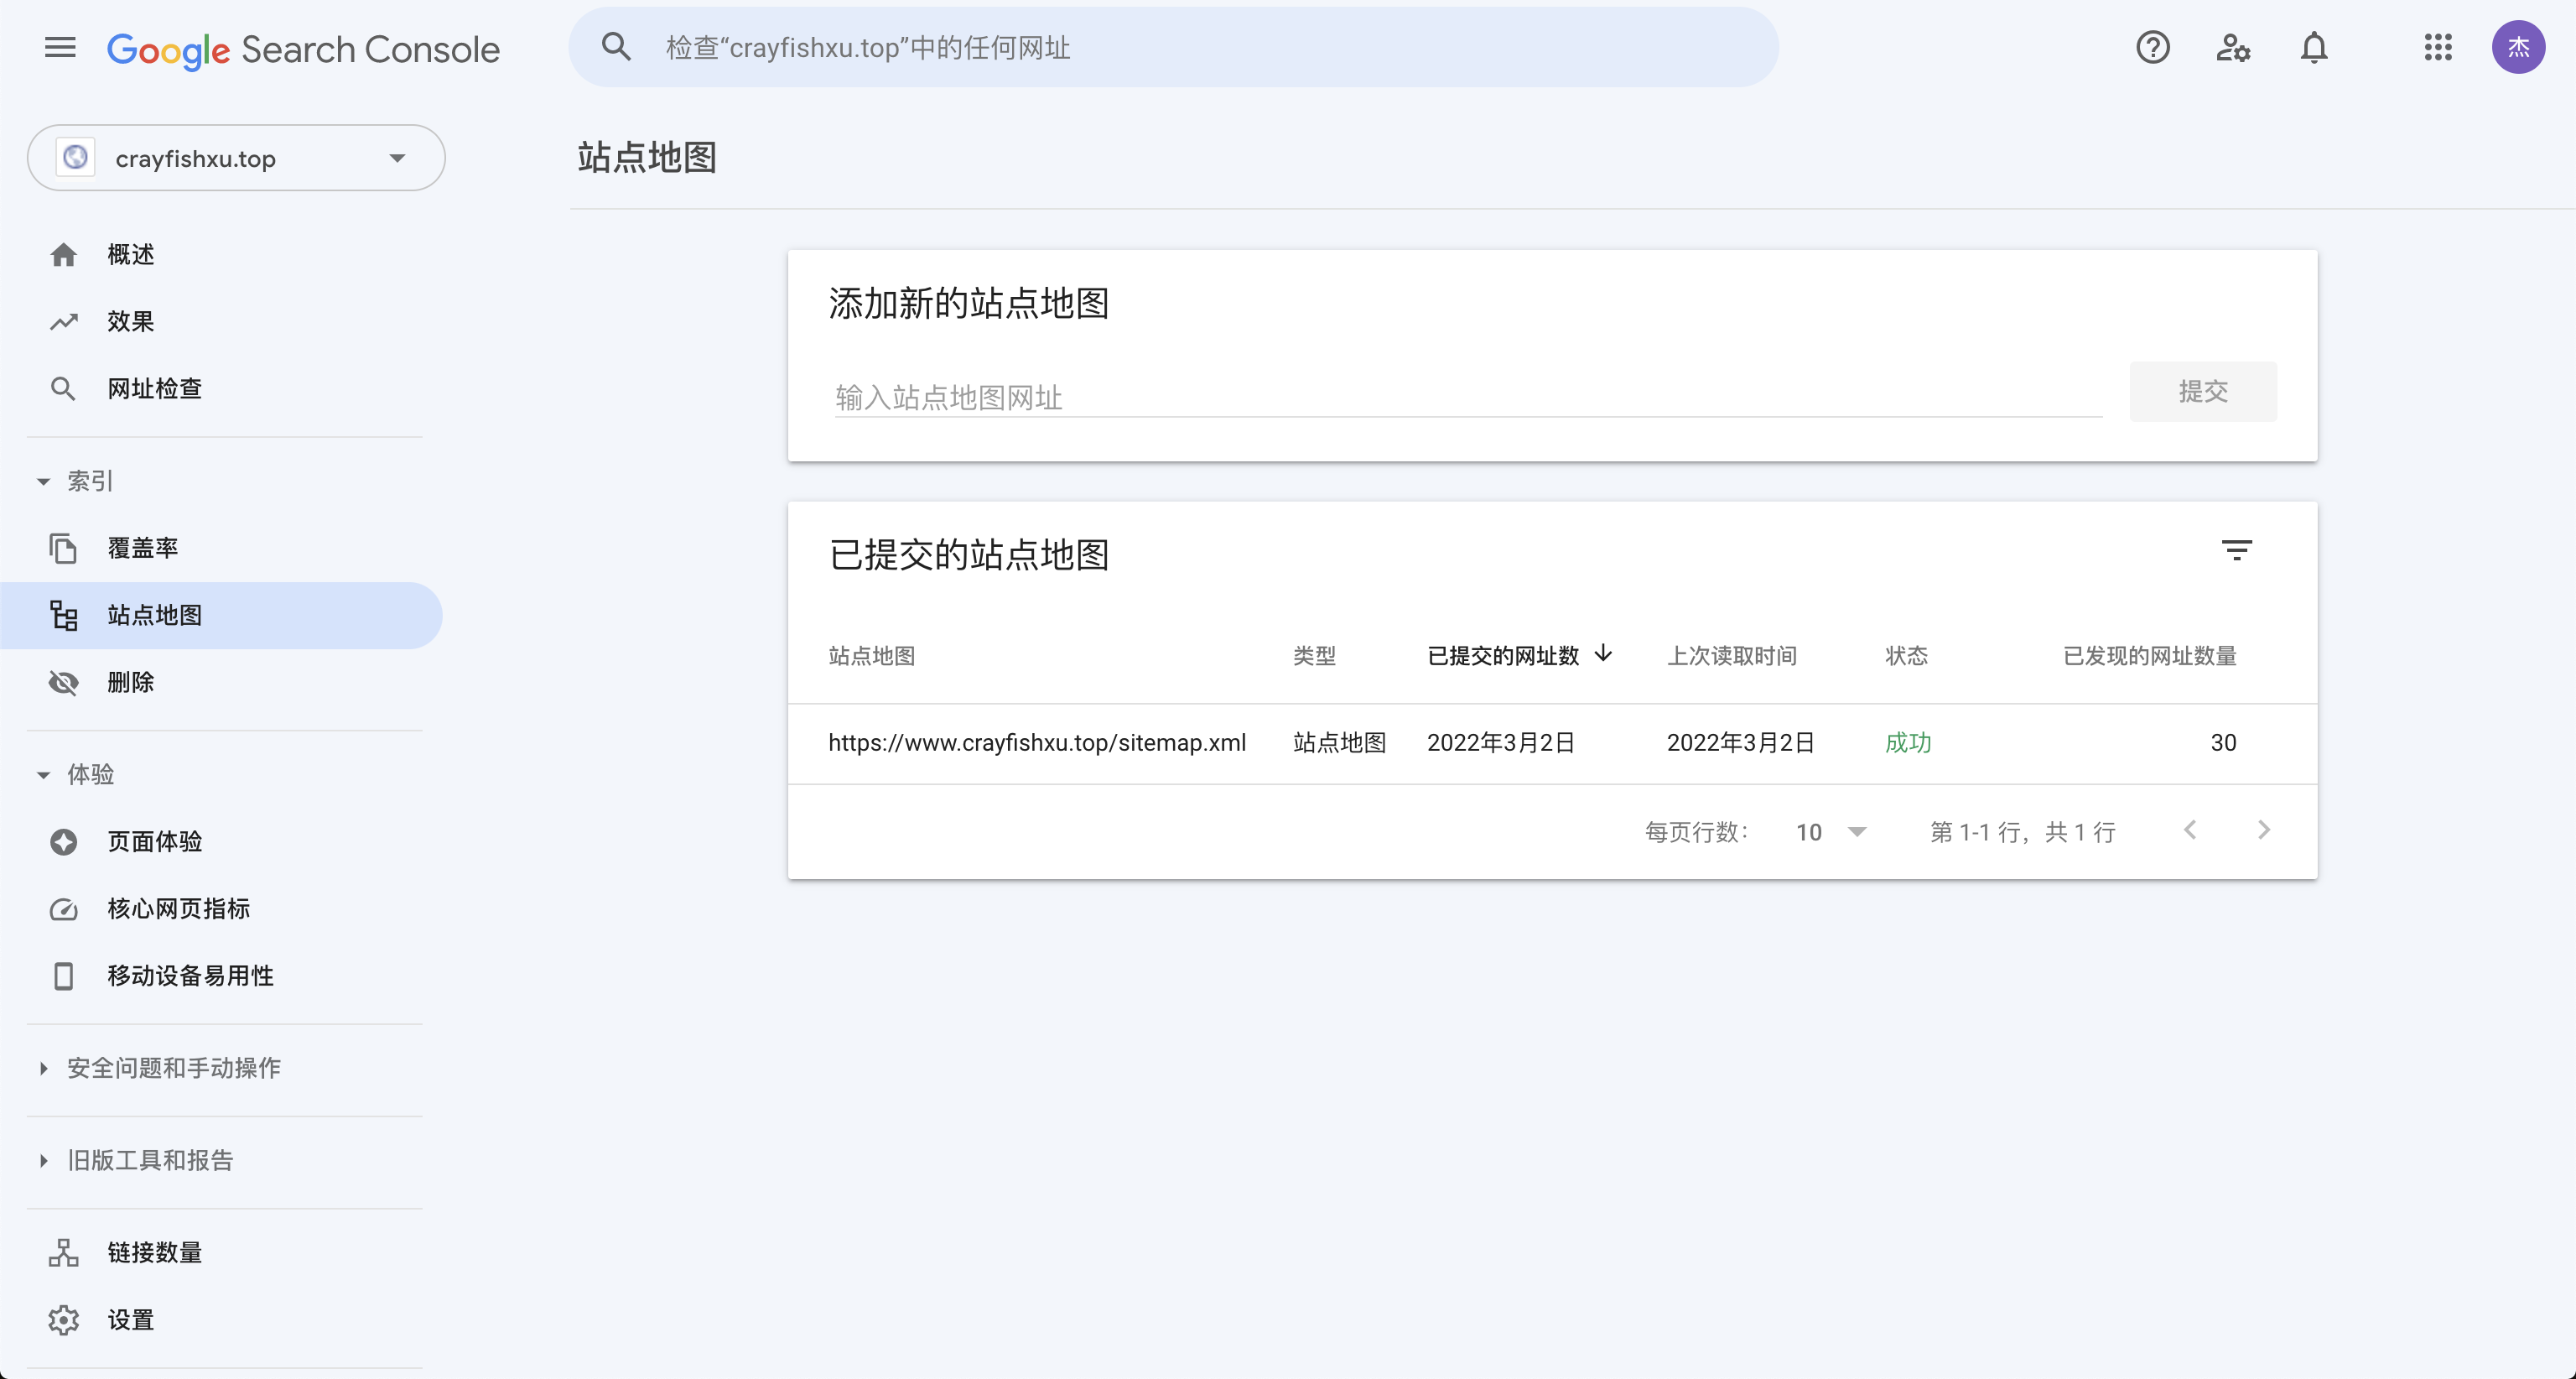 Google Search Console
检查“crayfishxu.top”中的任何网址
杰
crayfishxu.top
站点地图
概述
效果
网址检查
索引
覆盖率
站点地图
删除
体验
页面体验
核心网页指标
移动设备易用性
安全问题和手动操作
旧版工具和报告
链接数量
设置
添加新的站点地图
输入站点地图网址
提交
已提交的站点地图
站点地图 类型 已提交的网址数 上次读取时间 状态 已发现的网址数量
https://www.crayfishxu.top/sitemap.xml 站点地图 2022年3月2日 2022年3月2日 成功 30
每页行数： 10 第 1-1 行，共 1 行